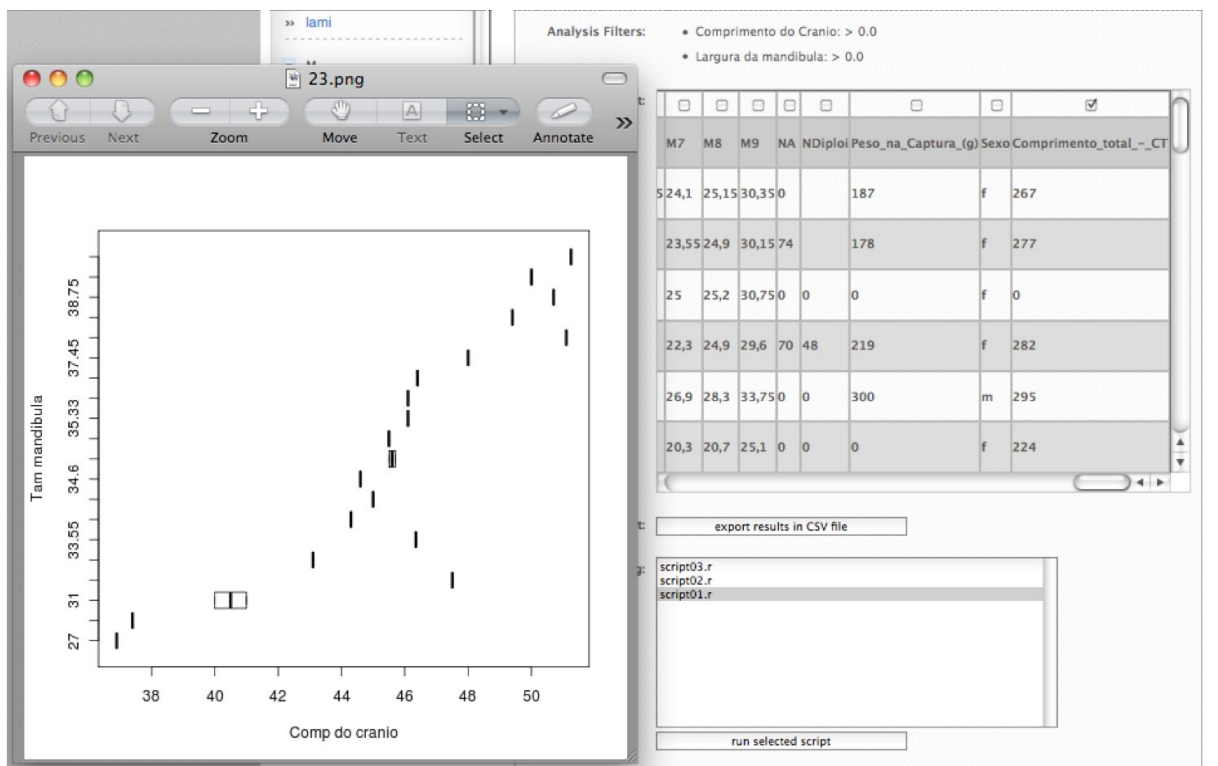 » lami
Analysis Filters:
• Comprimento do Cranio: > 0.0
• Largura da mandibula: > 0.0
23.png
Previous Next Zoom Move Text Select Annotate »
Tam mandibula
38.75
37.45
35.33
34.6
33.55
31
27
38 40 42 44 46 48 50
Comp do cranio
M7 M8 M9 NA NDiploi Peso_na_Captura_(g) Sexo Comprimento_total_-_CT
5 24,1 25,15 30,35 0 187 f 267
23,55 24,9 30,15 74 178 f 277
25 25,2 30,75 0 0 0 f 0
22,3 24,9 29,6 70 48 219 f 282
26,9 28,3 33,75 0 0 300 m 295
20,3 20,7 25,1 0 0 0 f 224
export results in CSV file
script03.r
script02.r
script01.r
run selected script